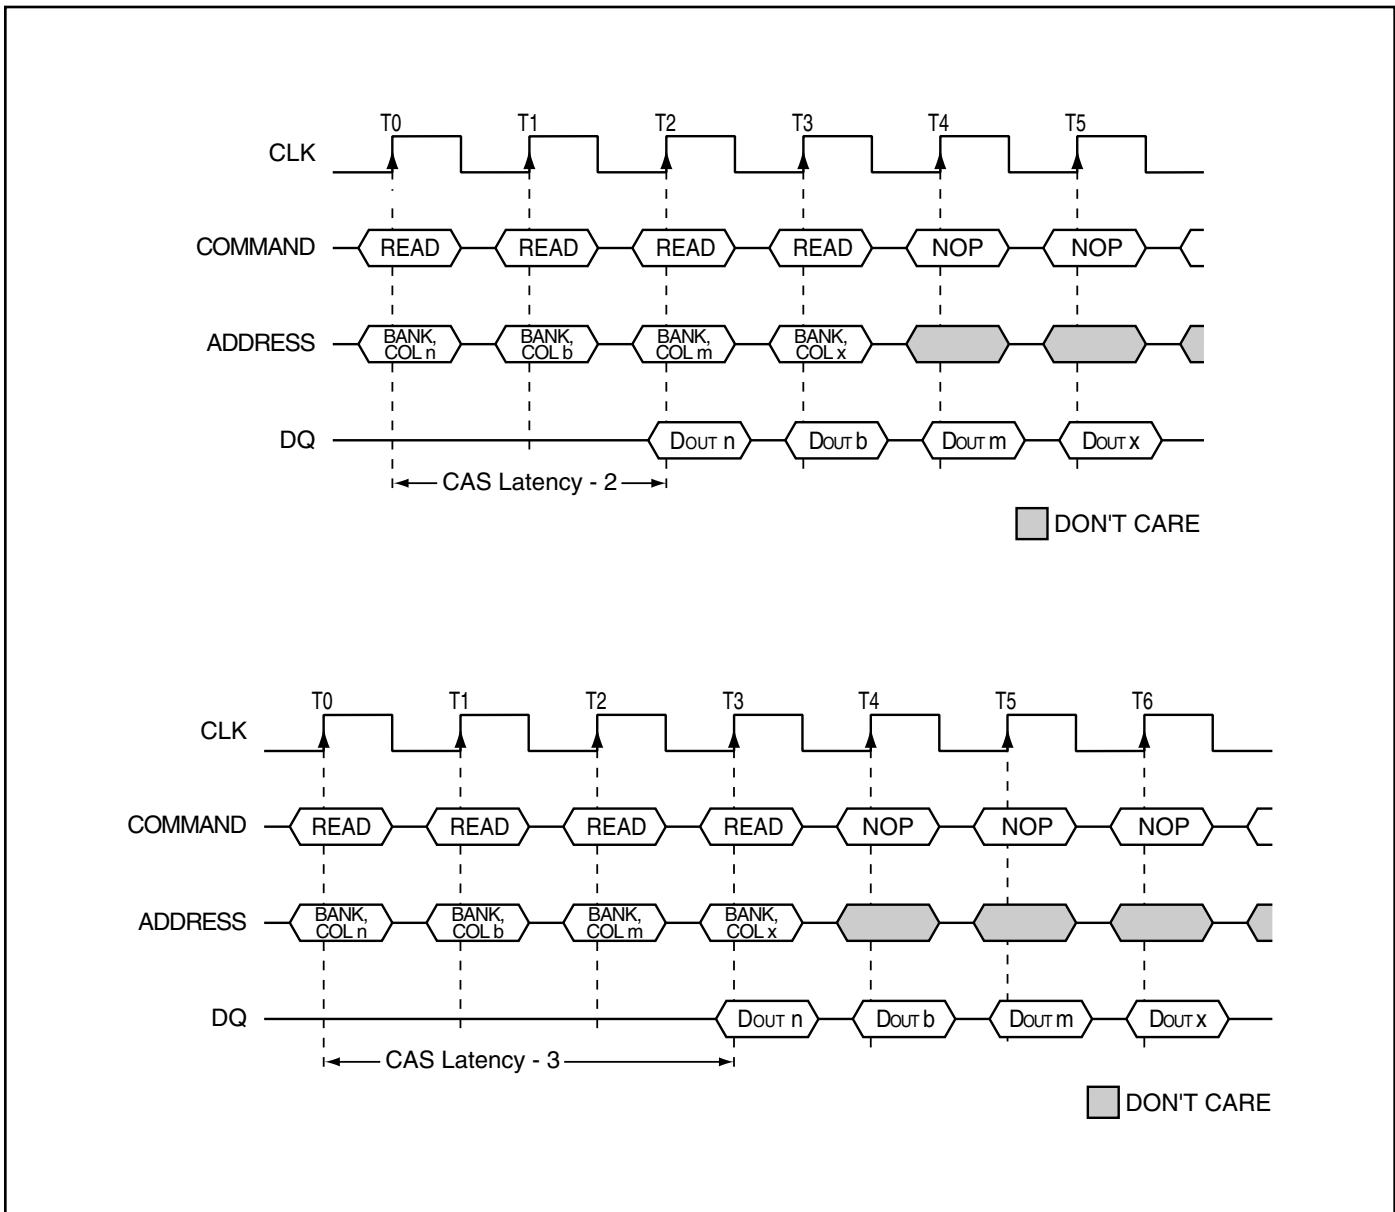 T0 T1 T2 T3 T4 T5
CLK
COMMAND READ READ READ READ NOP NOP
ADDRESS BANK, COL n BANK, COL b BANK, COL m BANK, COL x
DQ DOUT n DOUT b DOUT m DOUT x
CAS Latency - 2
DON'T CARE
T0 T1 T2 T3 T4 T5 T6
CLK
COMMAND READ READ READ READ NOP NOP NOP
ADDRESS BANK, COL n BANK, COL b BANK, COL m BANK, COL x
DQ DOUT n DOUT b DOUT m DOUT x
CAS Latency - 3
DON'T CARE